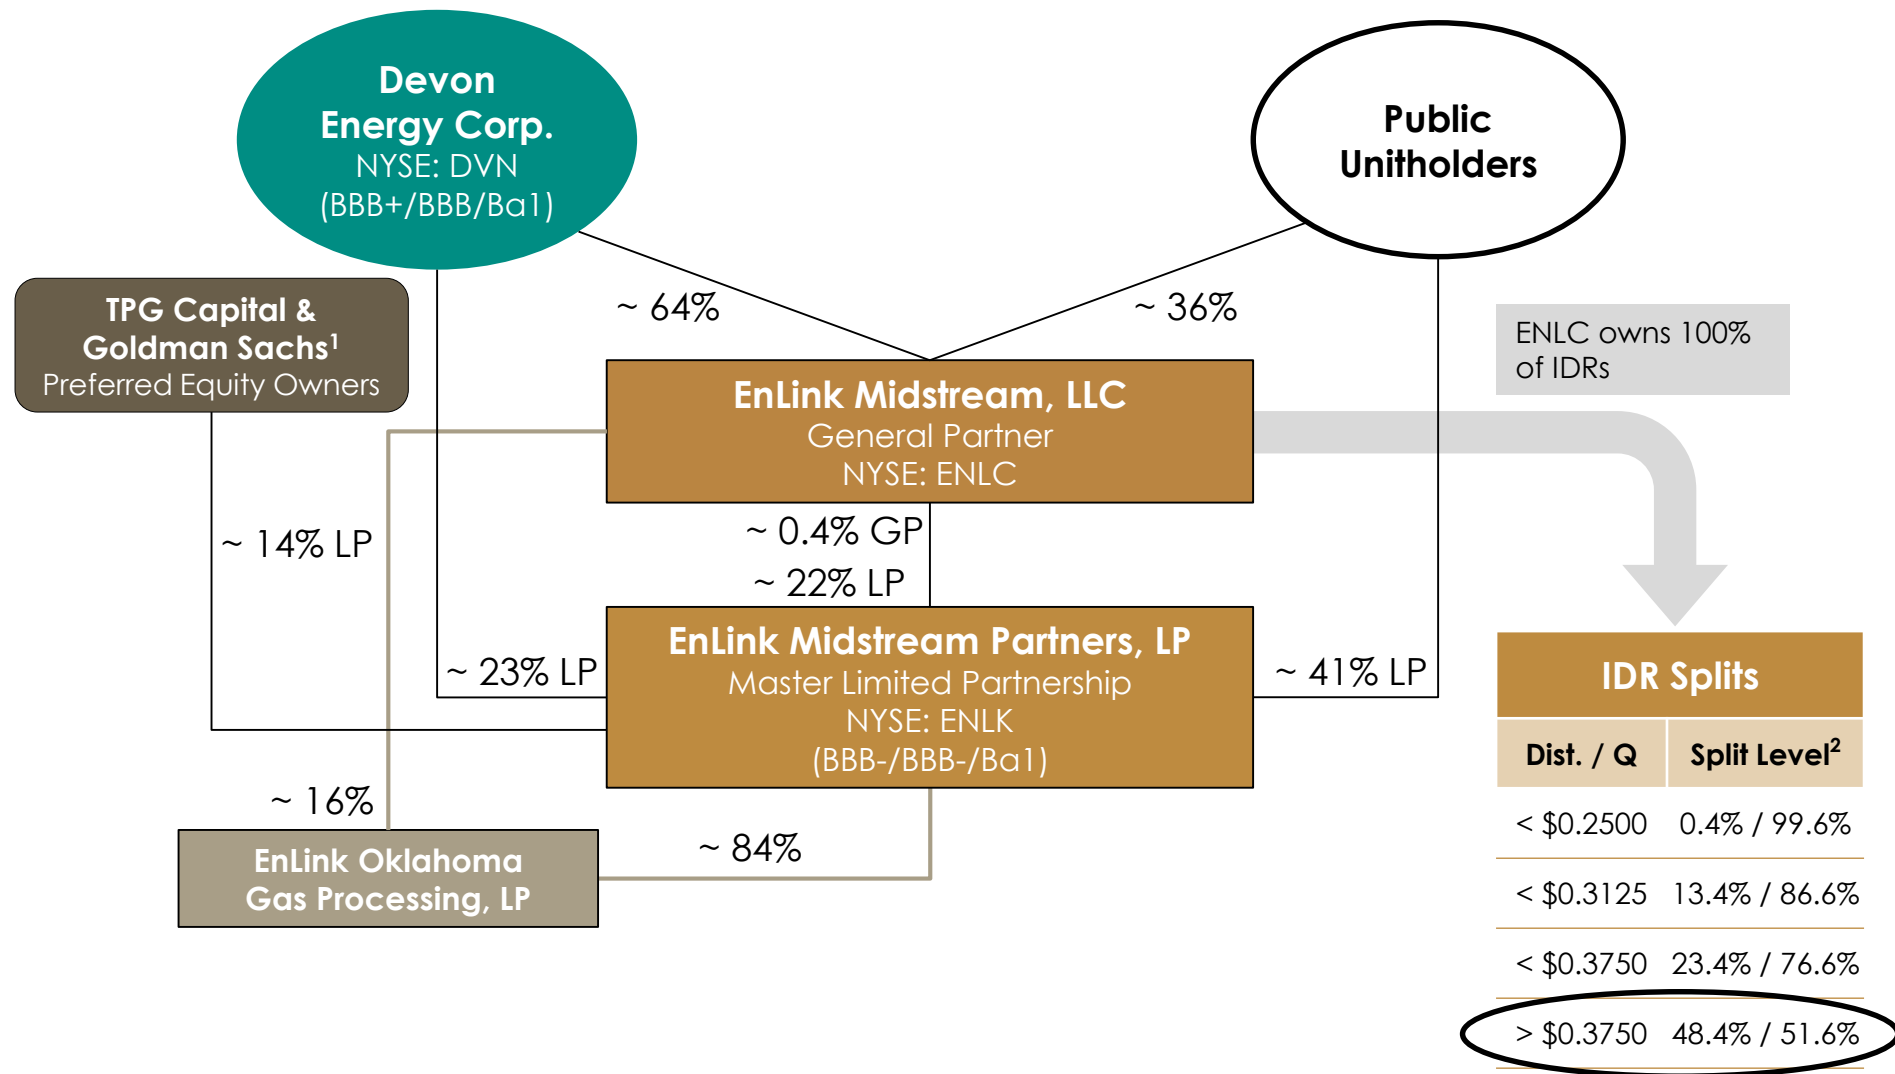 Devon
Energy Corp.
NYSE: DVN
(BBB+/BBB/Ba1)
Public
Unitholders
TPG Capital &
Goldman Sachs¹
Preferred Equity Owners
~ 64%
~ 36%
ENLC owns 100%
of IDRs
EnLink Midstream, LLC
General Partner
NYSE: ENLC
~ 14% LP
~ 0.4% GP
~ 22% LP
~ 23% LP
EnLink Midstream Partners, LP
Master Limited Partnership
NYSE: ENLK
(BBB-/BBB-/Ba1)
~ 41% LP
~ 16%
~ 84%
EnLink Oklahoma
Gas Processing, LP
IDR Splits
Dist. / Q Split Level²
< $0.2500 0.4% / 99.6%
< $0.3125 13.4% / 86.6%
< $0.3750 23.4% / 76.6%
> $0.3750 48.4% / 51.6%